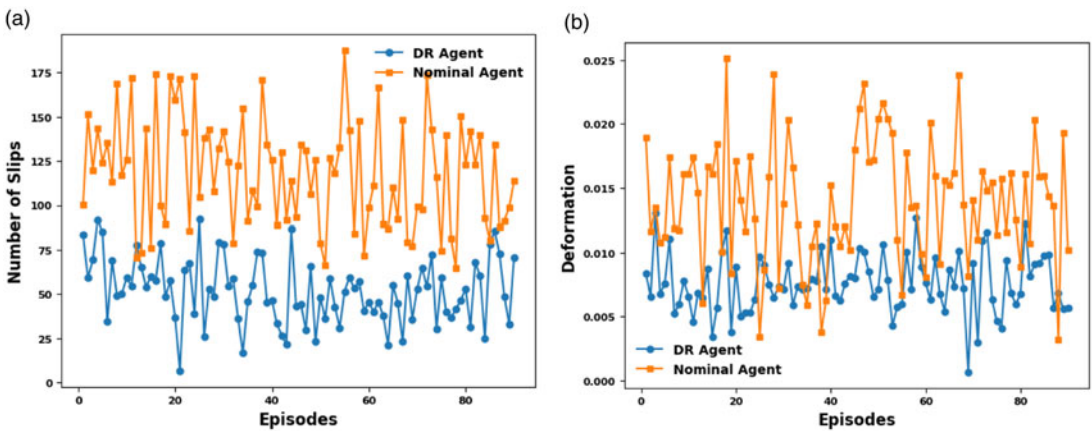 (a)
Number of Slips
175
150
125
100
75
50
25
0
DR Agent
Nominal Agent
0 20 40 60 80
Episodes
(b)
Deformation
0.025
0.020
0.015
0.010
0.005
0.000
DR Agent
Nominal Agent
0 20 40 60 80
Episodes